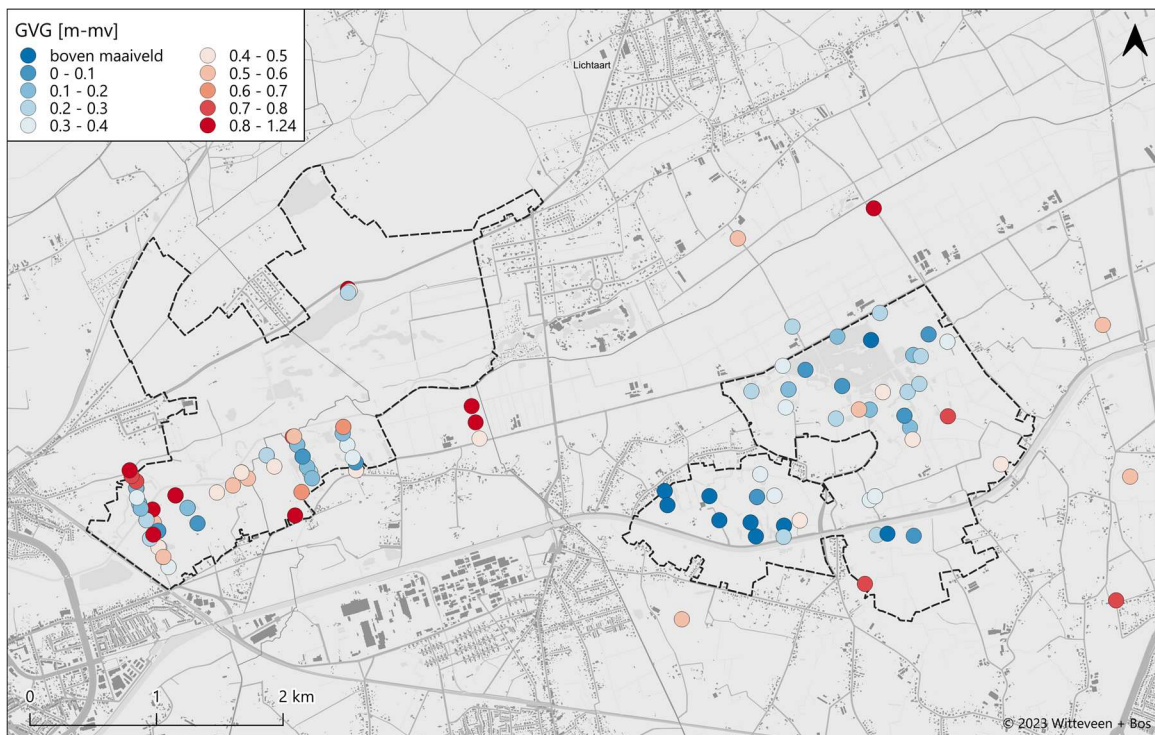 GVG [m-mv]
boven maaiveld
0 - 0.1
0.1 - 0.2
0.2 - 0.3
0.3 - 0.4
0.4 - 0.5
0.5 - 0.6
0.6 - 0.7
0.7 - 0.8
0.8 - 1.24
Lichtaart
0 1 2 km
© 2023 Witteveen + Bos